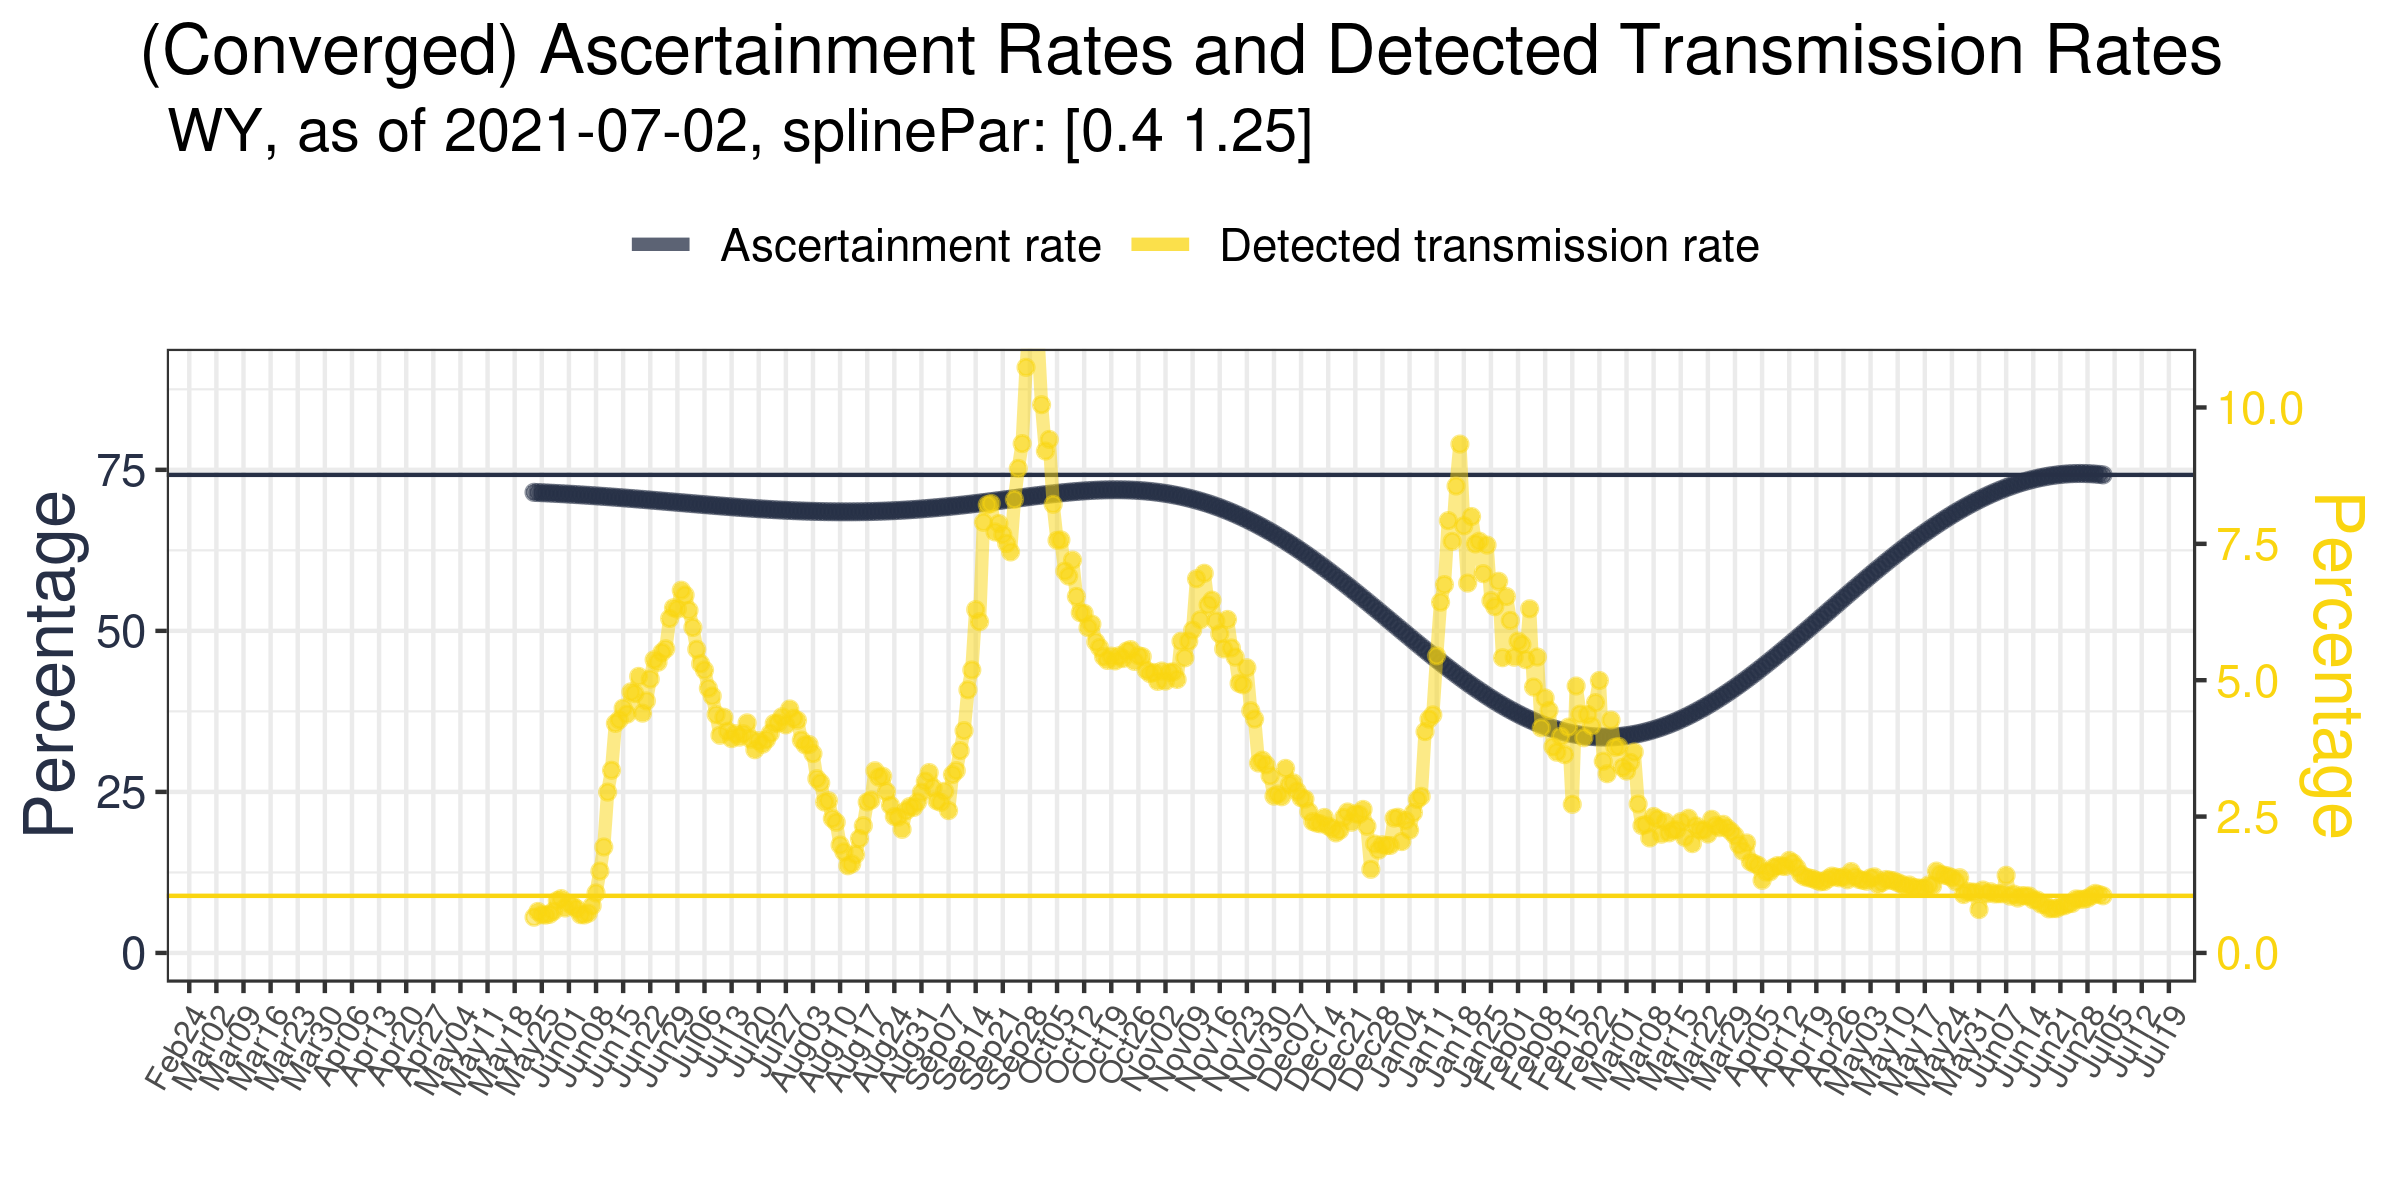 (Converged) Ascertainment Rates and Detected Transmission Rates
WY, as of 2021-07-02, splinePar: [0.4 1.25]
Ascertainment rate
Detected transmission rate
Percentage
75
50
25
0
10.0
7.5
5.0
2.5
0.0
Percentage
Feb24
Mar02
Mar09
Mar16
Mar23
Mar30
Apr06
Apr13
Apr20
Apr27
May04
May11
May18
May25
Jun01
Jun08
Jun15
Jun22
Jun29
Jul06
Jul13
Jul20
Jul27
Aug03
Aug10
Aug17
Aug24
Aug31
Sep07
Sep14
Sep21
Sep28
Oct05
Oct12
Oct19
Oct26
Nov02
Nov09
Nov16
Nov23
Nov30
Dec07
Dec14
Dec21
Dec28
Jan04
Jan11
Jan18
Jan25
Feb01
Feb08
Feb15
Feb22
Mar01
Mar08
Mar15
Mar22
Mar29
Apr05
Apr12
Apr19
Apr26
May03
May10
May17
May24
May31
Jun07
Jun14
Jun21
Jun28
Jul05
Jul12
Jul19